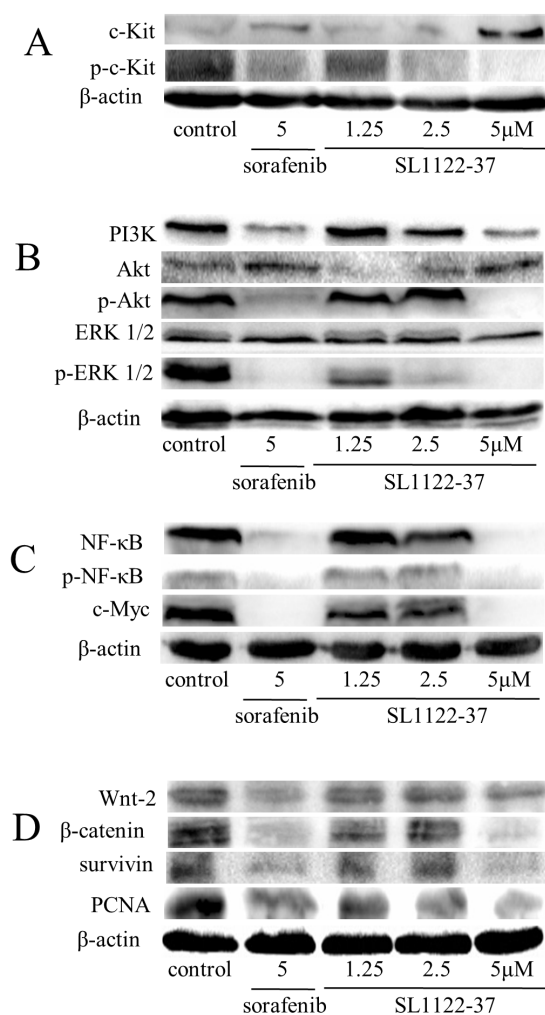 A
c-Kit
p-c-Kit
β-actin
control 5 1.25 2.5 5μM
sorafenib SL1122-37
B
PI3K
Akt
p-Akt
ERK 1/2
p-ERK 1/2
β-actin
control 5 1.25 2.5 5μM
sorafenib SL1122-37
C
NF-κB
p-NF-κB
c-Myc
β-actin
control 5 1.25 2.5 5μM
sorafenib SL1122-37
D
Wnt-2
β-catenin
survivin
PCNA
β-actin
control 5 1.25 2.5 5μM
sorafenib SL1122-37